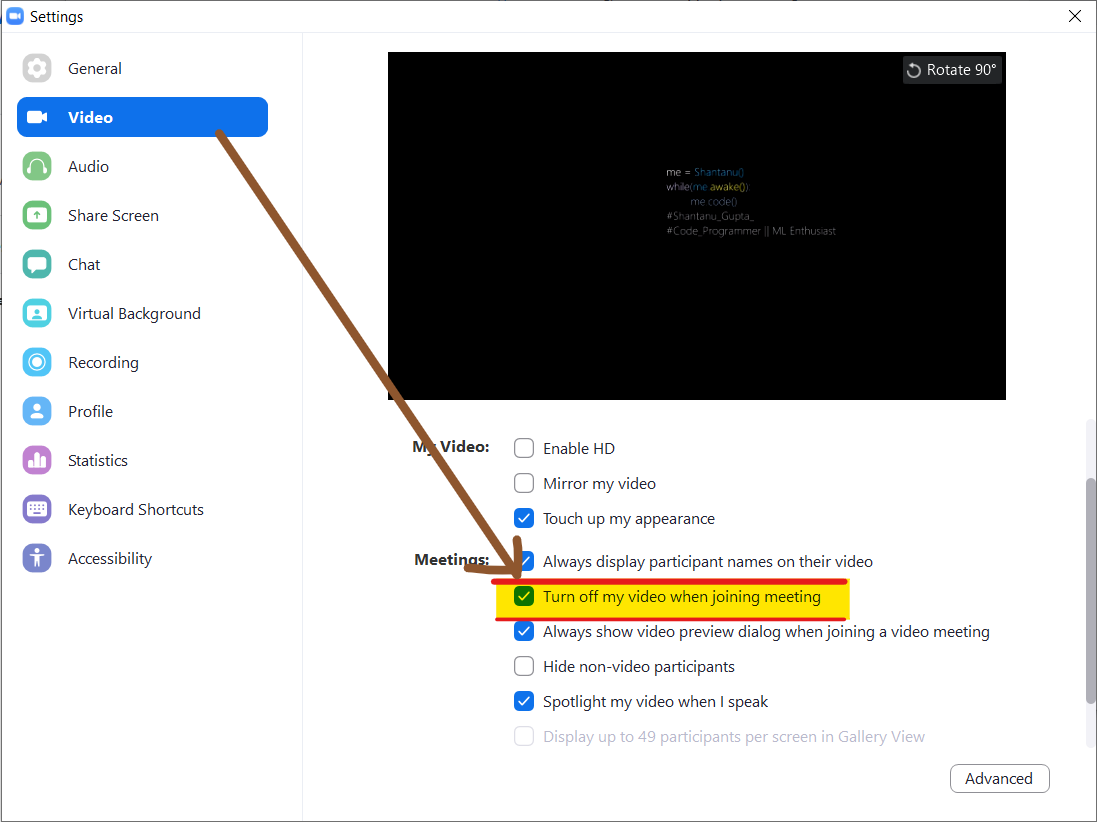 Settings
General
Video
Audio
Share Screen
Chat
Virtual Background
Recording
Profile
Statistics
Keyboard Shortcuts
Accessibility
Rotate 90°
me = Shantanu()
while(me awake())
me code()
#Shantanu_Gupta_
#Code_Programmer || ML Enthusiast
My Video:
Enable HD
Mirror my video
Touch up my appearance
Meetings:
Always display participant names on their video
Turn off my video when joining meeting
Always show video preview dialog when joining a video meeting
Hide non-video participants
Spotlight my video when I speak
Display up to 49 participants per screen in Gallery View
Advanced